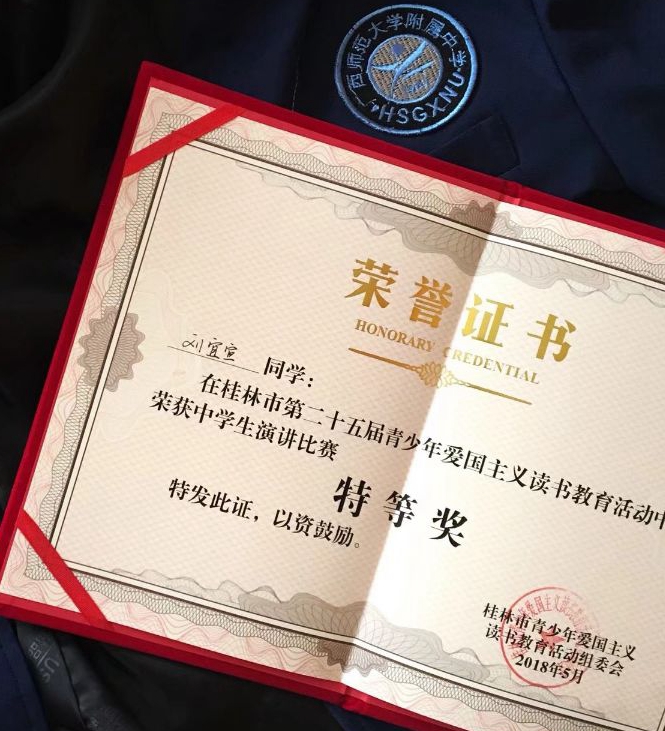 广西师范大学附属中学
HSGXNU
荣誉证书
HONORARY CREDENTIAL
刘宜宣 同学：
在桂林市第二十五届青少年爱国主义读书教育活动中
荣获中学生演讲比赛
特等奖
特发此证，以资鼓励。
桂林市青少年爱国主义
读书教育活动组委会
2018年5月